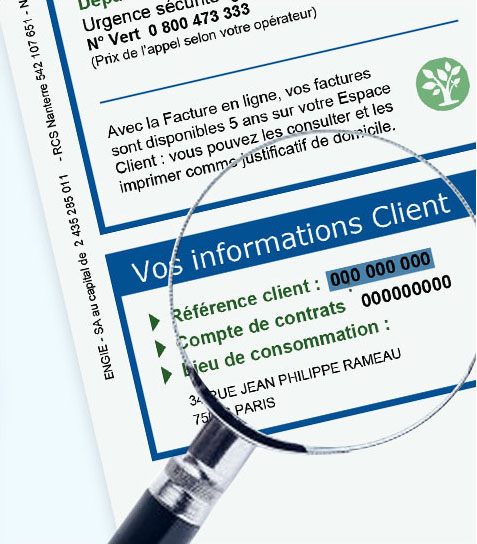 Urgence sécurité
N° Vert 0 800 473 333
(Prix de l'appel selon votre opérateur)
Avec la Facture en ligne, vos factures
sont disponibles 5 ans sur votre Espace
Client : vous pouvez les consulter et les
imprimer comme justificatif de domicile.
Vos informations Client
Référence client : 000 000 000
Compte de contrats : 000000000
Lieu de consommation :
RUE JEAN PHILIPPE RAMEAU
PARIS
ENGIE - SA au capital de 2 435 285 011 - RCS Nanterre 542 107 651 - N